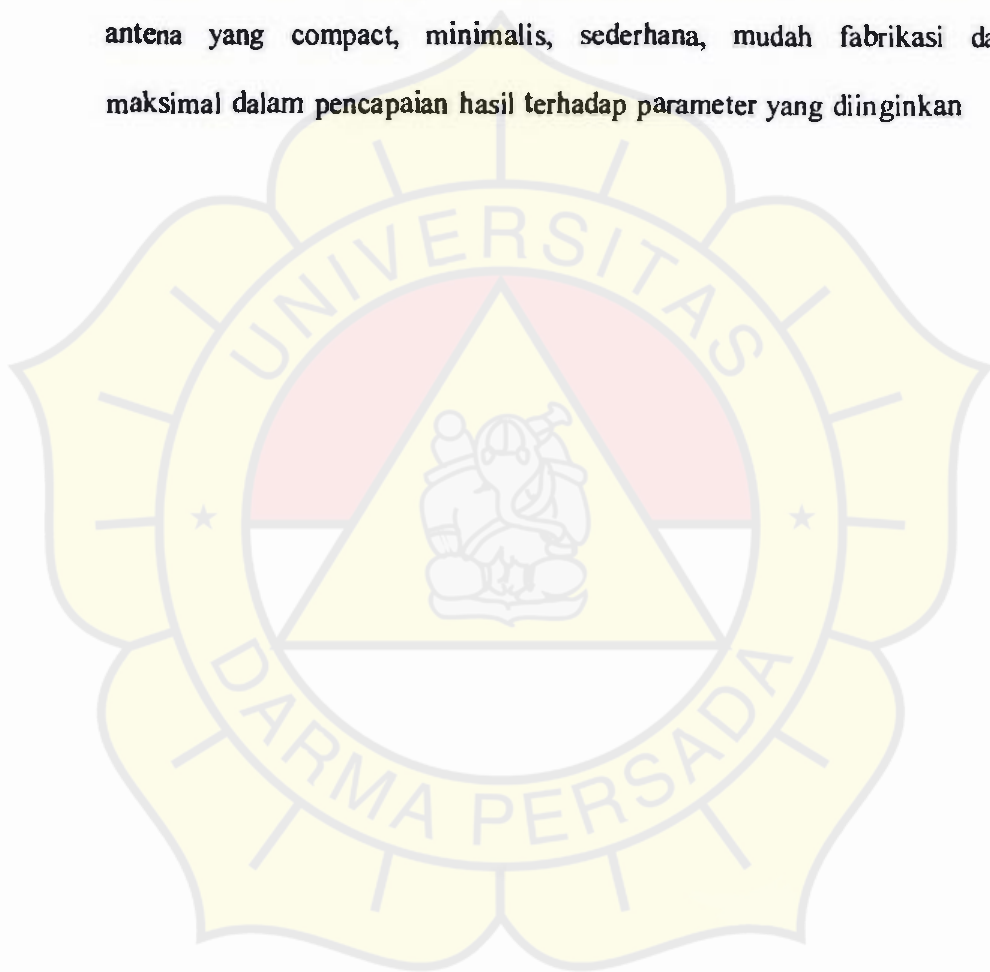 antena yang compact, minimalis, sederhana, mudah fabrikasi da
maksimal dalam pencapaian hasil terhadap parameter yang diinginkan
UNIVERSITAS
DARMA PERSADA